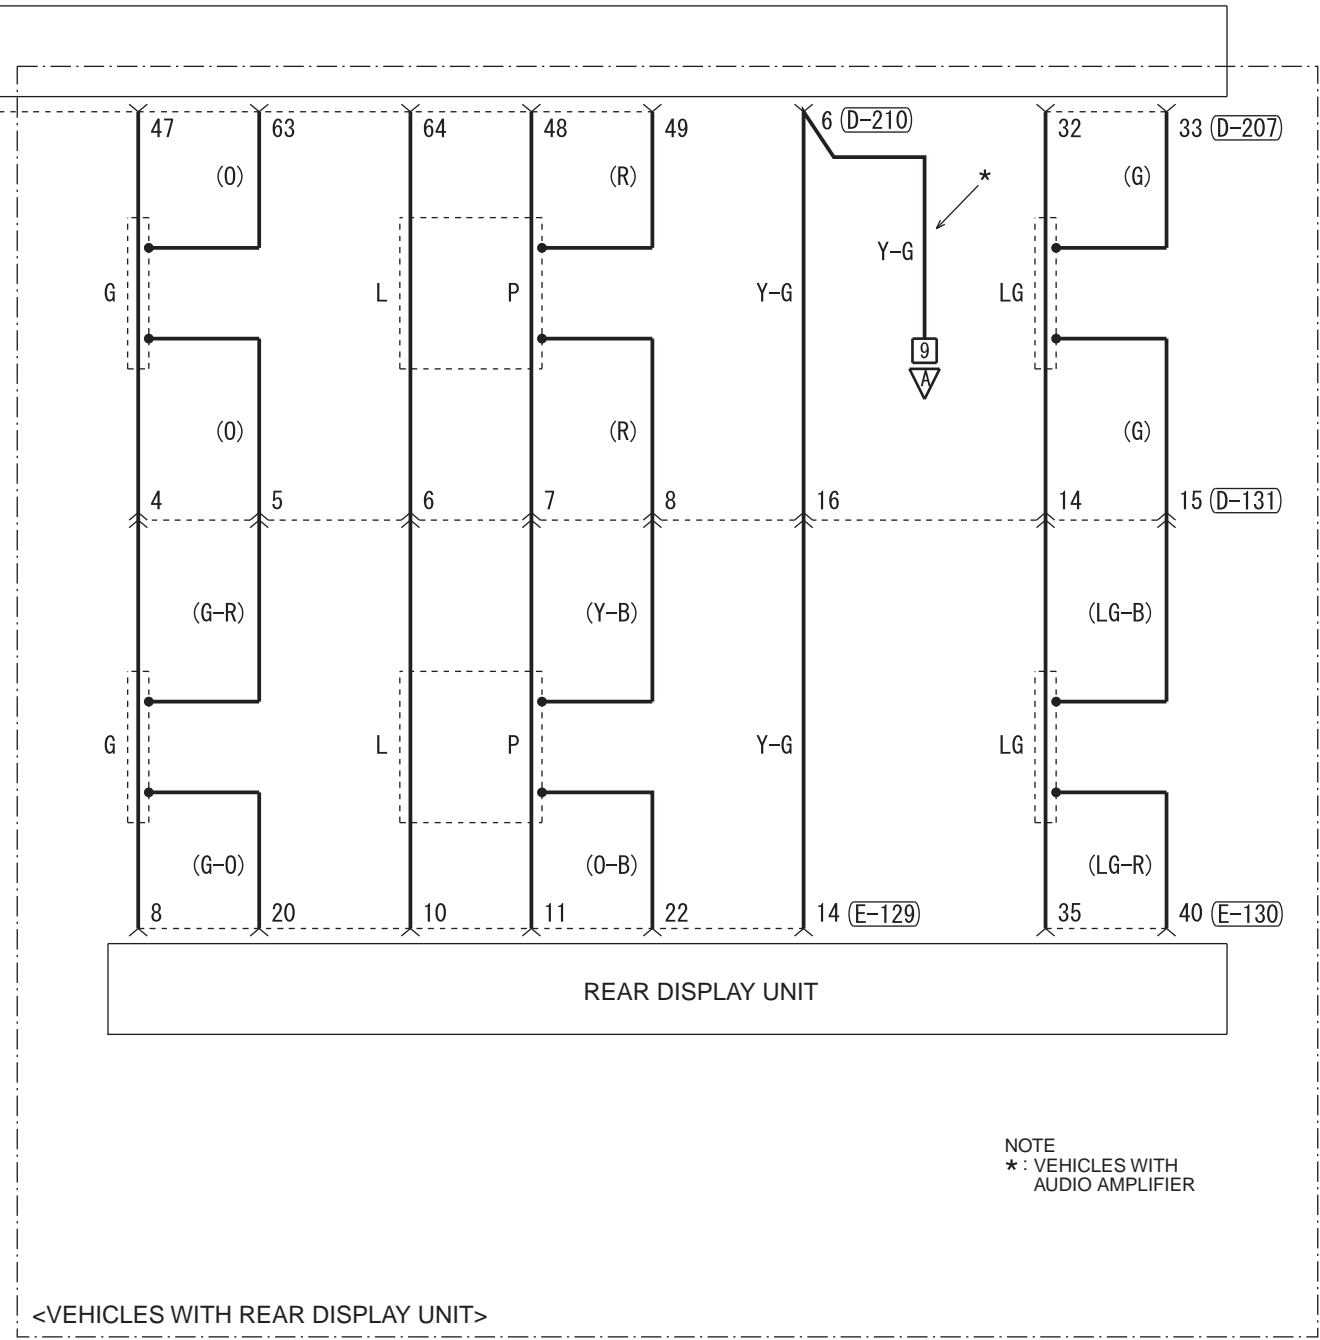 47 63 64 48 49 6 D-210 32 33 D-207
(O) (R) * (G)
Y-G
G L P Y-G LG
9
A
(O) (R) (G)
4 5 6 7 8 16 14 15 D-131
(G-R) (Y-B) (LG-B)
G L P Y-G LG
(G-O) (O-B) (LG-R)
8 20 10 11 22 14 E-129 35 40 E-130
REAR DISPLAY UNIT
NOTE
* : VEHICLES WITH
AUDIO AMPLIFIER
<VEHICLES WITH REAR DISPLAY UNIT>